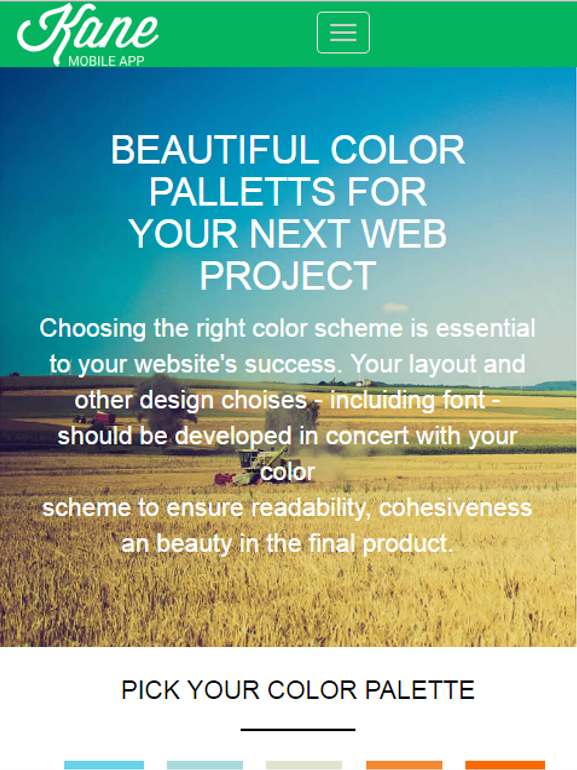 Kane
MOBILE APP
BEAUTIFUL COLOR
PALLETTS FOR
YOUR NEXT WEB
PROJECT
Choosing the right color scheme is essential
to your website's success. Your layout and
other design choises - incluiding font -
should be developed in concert with your
color
scheme to ensure readability, cohesiveness
an beauty in the final product.
PICK YOUR COLOR PALETTE